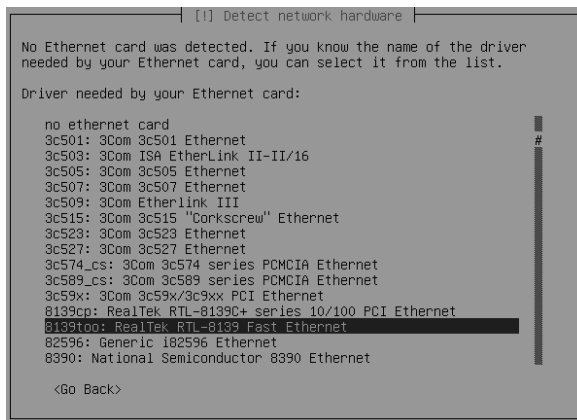 [!] Detect network hardware
No Ethernet card was detected. If you know the name of the driver
needed by your Ethernet card, you can select it from the list.
Driver needed by your Ethernet card:
no ethernet card
3c501: 3Com 3c501 Ethernet
#
3c503: 3Com ISA EtherLink II-II/16
3c505: 3Com 3c505 Ethernet
3c507: 3Com 3c507 Ethernet
3c509: 3Com Etherlink III
3c515: 3Com 3c515 "Corkscrew" Ethernet
3c523: 3Com 3c523 Ethernet
3c527: 3Com 3c527 Ethernet
3c574_cs: 3Com 3c574 series PCMCIA Ethernet
3c589_cs: 3Com 3c589 series PCMCIA Ethernet
3c59x: 3Com 3c59x/3c9xx PCI Ethernet
8139cp: RealTek RTL-8139C+ series 10/100 PCI Ethernet
8139too: RealTek RTL-8139 Fast Ethernet
82596: Generic i82596 Ethernet
8390: National Semiconductor 8390 Ethernet
<Go Back>